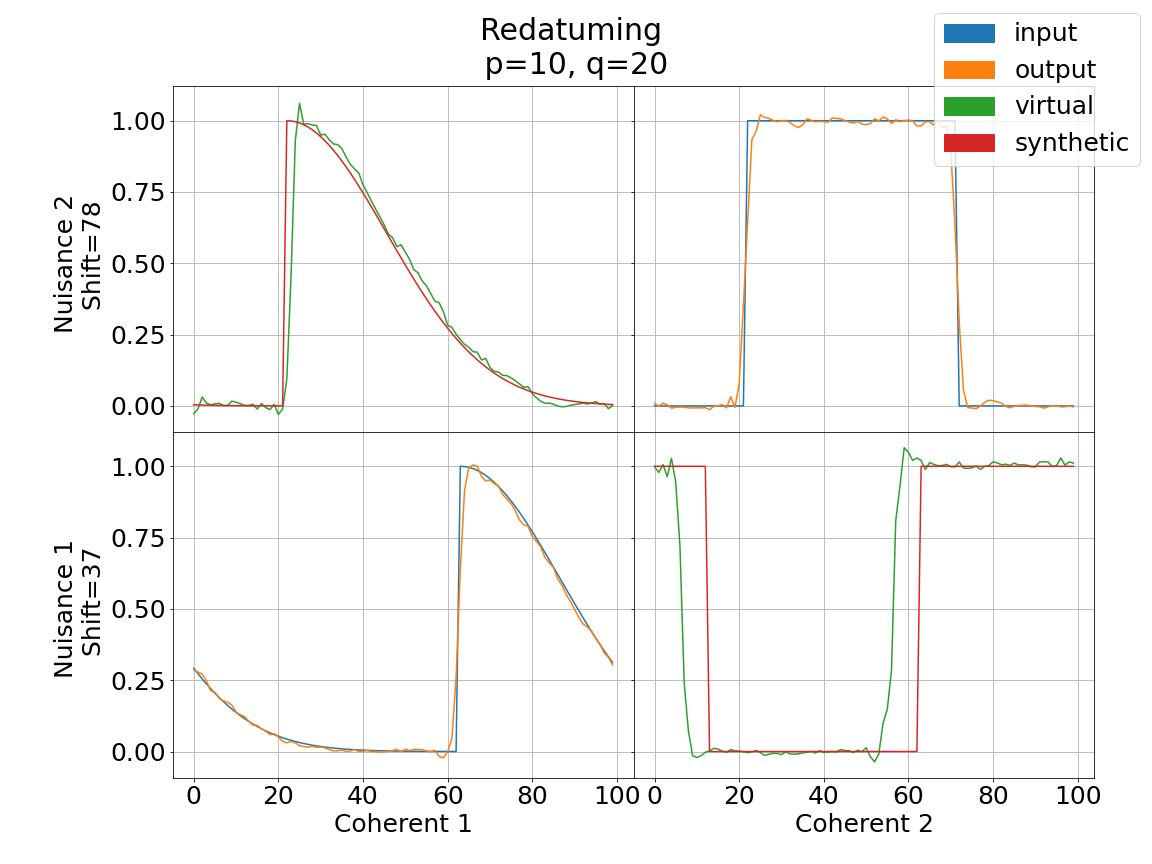 Redatuming
p=10, q=20
input
output
virtual
synthetic
Nuisance 2
Shift=78
1.00
0.75
0.50
0.25
0.00
Nuisance 1
Shift=37
1.00
0.75
0.50
0.25
0.00
0 20 40 60 80 100
0 20 40 60 80 100
Coherent 1
Coherent 2